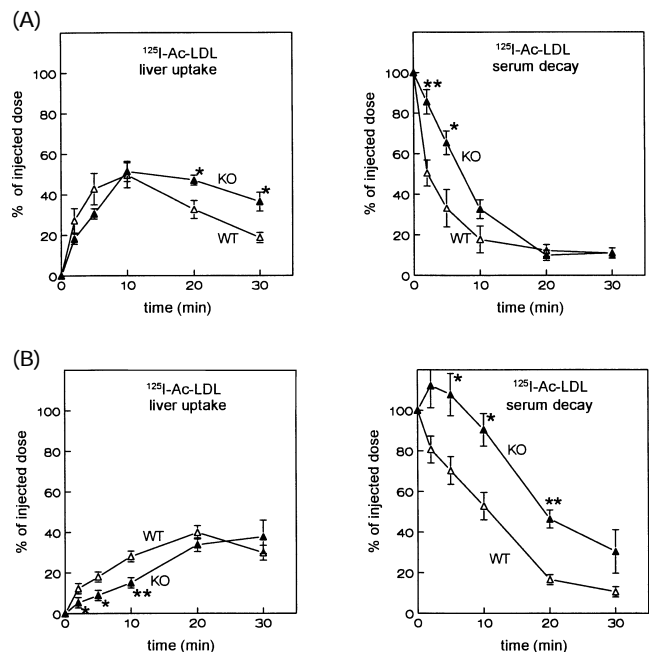 (A)
¹²⁵I-Ac-LDL
liver uptake
% of injected dose
100
80
60
40
20
0
KO
WT
*
*
0 10 20 30
time (min)
¹²⁵I-Ac-LDL
serum decay
% of injected dose
100
80
60
40
20
0
**
*
KO
WT
0 10 20 30
time (min)
(B)
¹²⁵I-Ac-LDL
liver uptake
% of injected dose
100
80
60
40
20
0
WT
KO
*
*
**
0 10 20 30
time (min)
¹²⁵I-Ac-LDL
serum decay
% of injected dose
100
80
60
40
20
0
*
*
KO
**
WT
0 10 20 30
time (min)